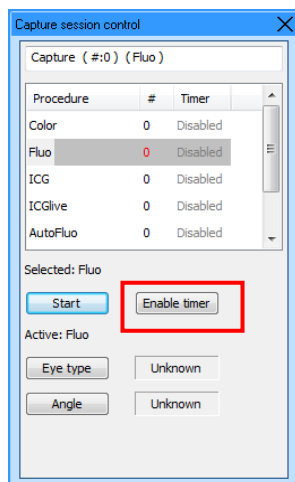 Capture session control
Capture ( #:0 ) ( Fluo )
Procedure # Timer
Color 0 Disabled
Fluo 0 Disabled
ICG 0 Disabled
ICGlive 0 Disabled
AutoFluo 0 Disabled
Selected: Fluo
Start Enable timer
Active: Fluo
Eye type Unknown
Angle Unknown